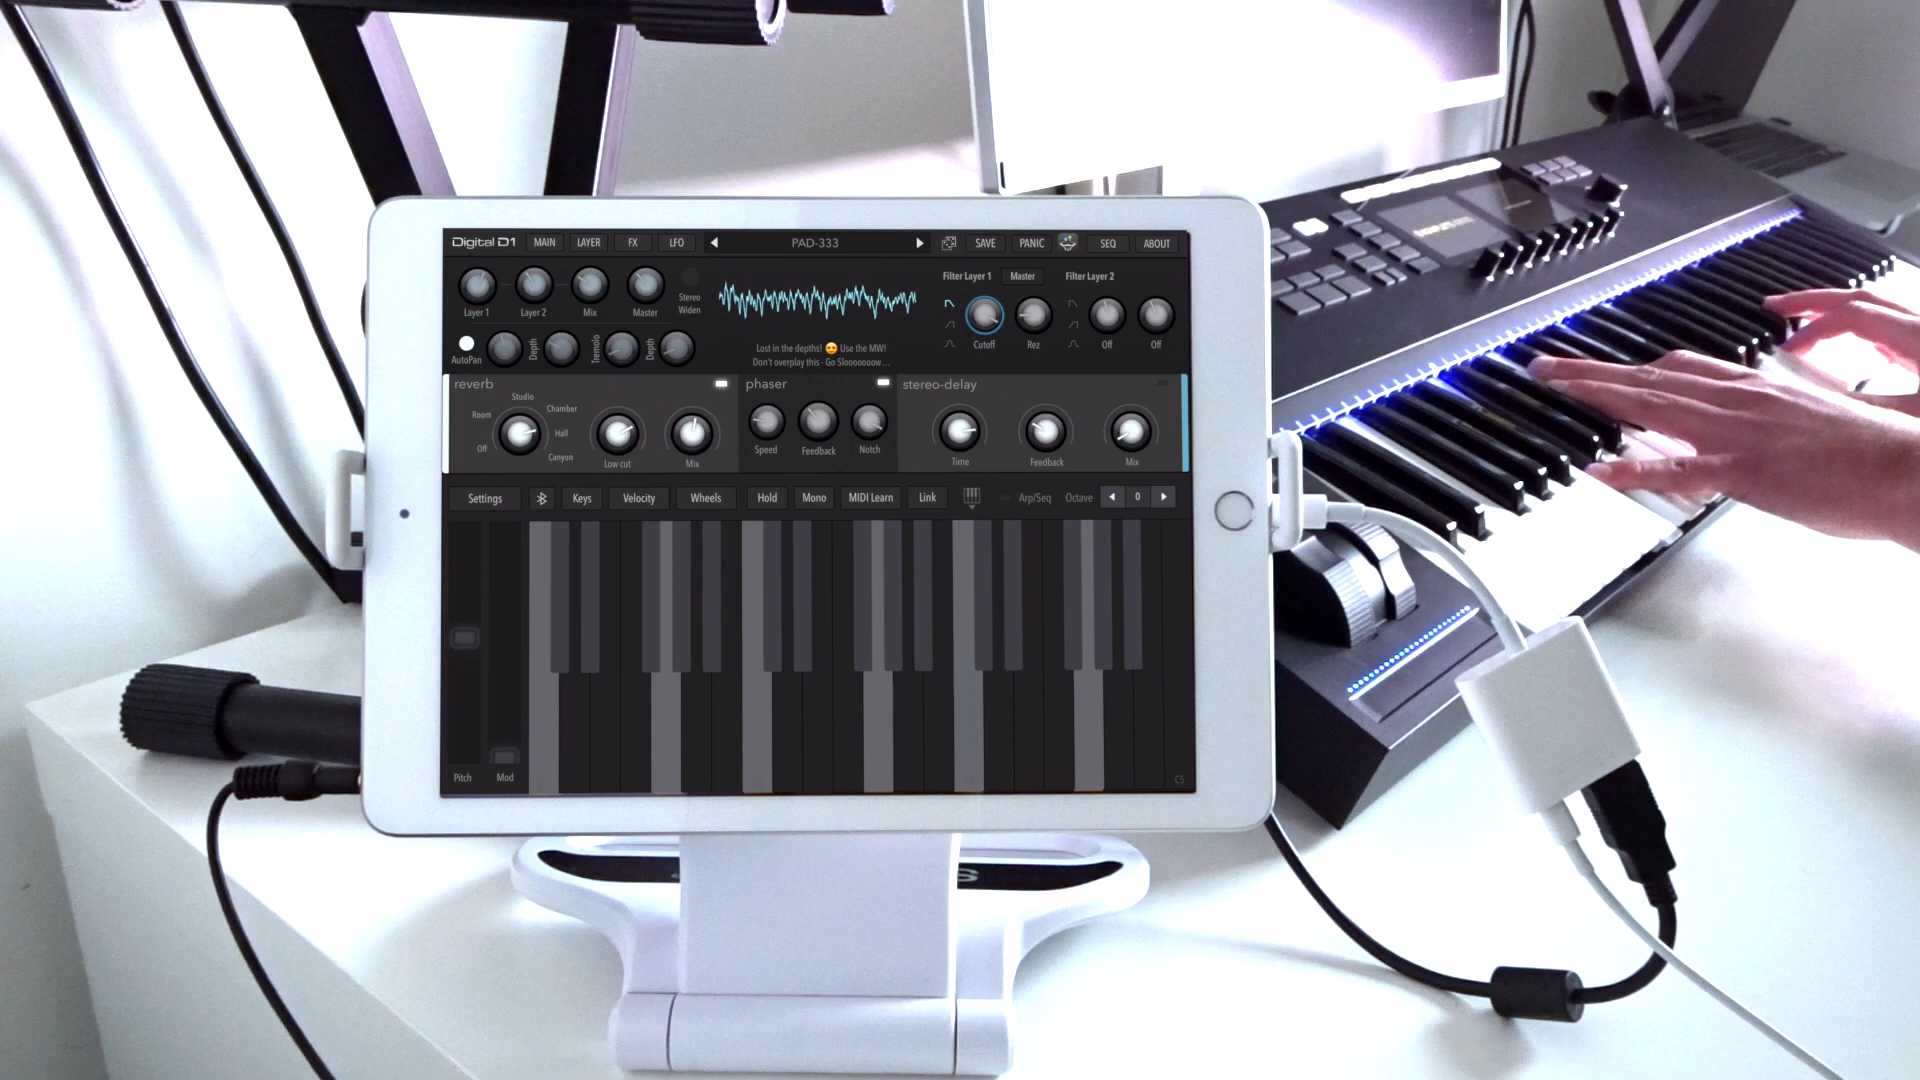 Digital D1 MAIN LAYER FX LFO PAD-333 SAVE PANIC SEQ ABOUT
Layer 1 Layer 2 Mix Master
Stereo
Widen
AutoPan Depth Tremolo Depth
Lost in the depths! 😍 Use the MW!
Don't overplay this - Go Slooooooow...
Filter Layer 1 Master Filter Layer 2
Cutoff Rez Off Off
reverb
Studio
Room Chamber
Hall
Off Canyon
Low cut Mix
phaser
Speed Feedback Notch
stereo-delay
Time Feedback Mix
Settings Keys Velocity Wheels Hold Mono MIDI Learn Link Arp/Seq Octave 0
Pitch Mod
C5